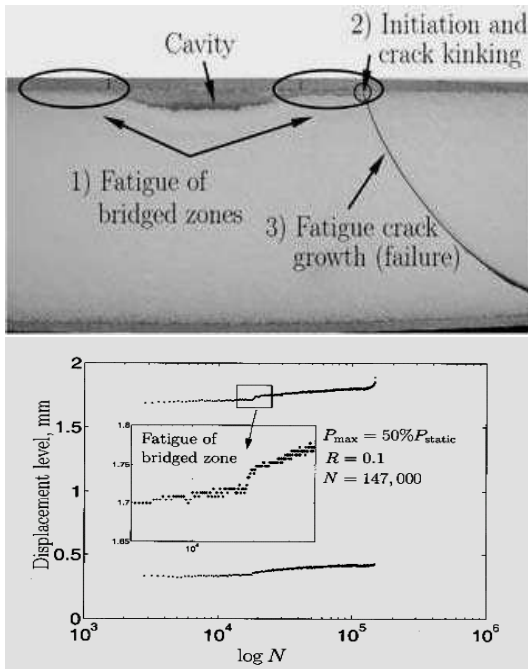 2) Initiation and
crack kinking
Cavity
1) Fatigue of
bridged zones
3) Fatigue crack
growth (failure)
Displacement level, mm
2
1.5
1
0.5
0
1.8
1.75
1.7
1.65
10⁴
Fatigue of
bridged zone
P_max = 50%P_static
R = 0.1
N = 147,000
10³ 10⁴ 10⁵ 10⁶
log N